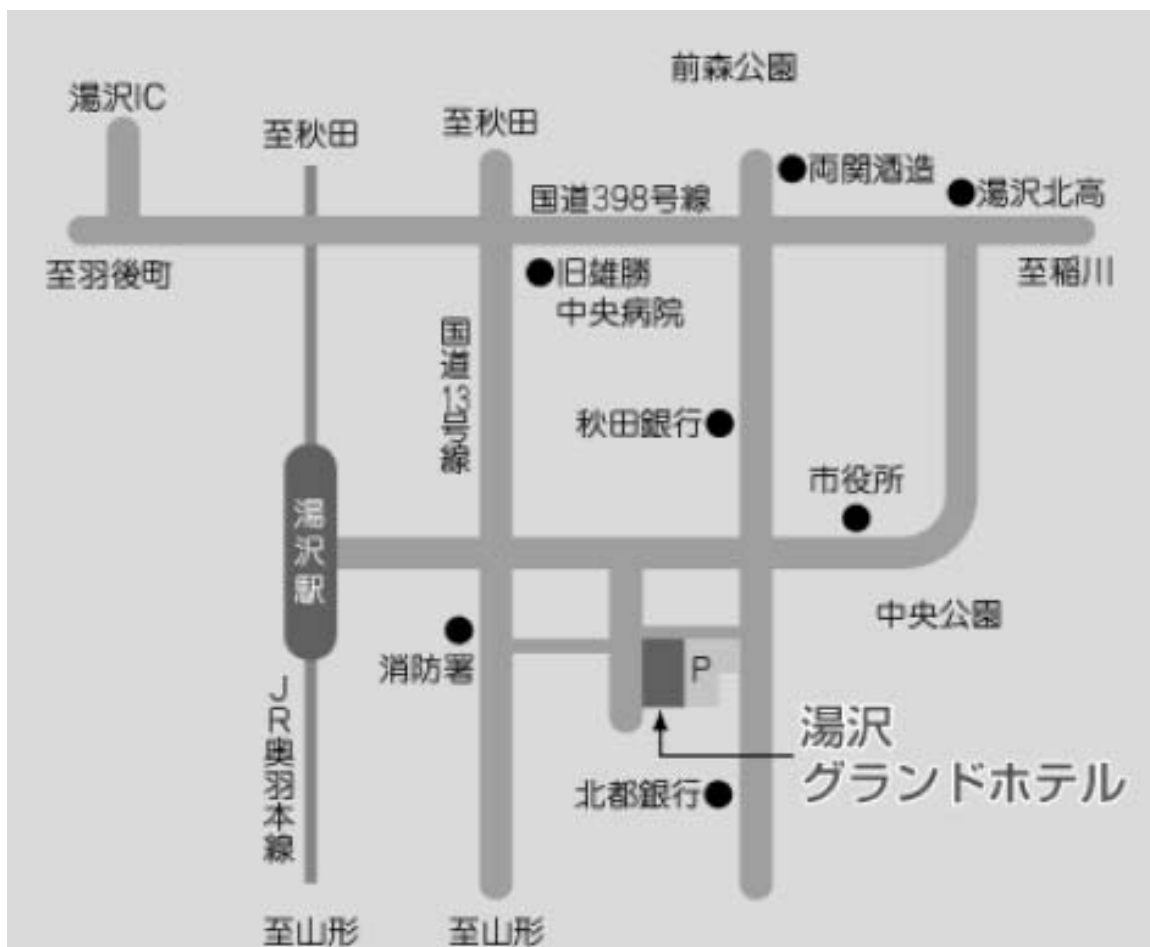 前森公園
湯沢IC
至秋田
至秋田
両関酒造
国道398号線
湯沢北高
至羽後町
旧雄勝
中央病院
至稲川
国道13号線
秋田銀行
市役所
湯沢駅
中央公園
消防署
P
JR奥羽本線
湯沢
グランドホテル
北都銀行
至山形
至山形